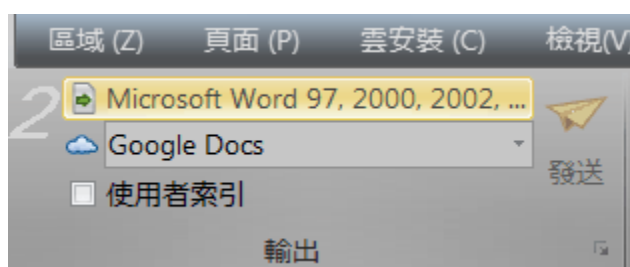 區域 (Z) 頁面 (P) 雲安裝 (C) 檢視(V
2
Microsoft Word 97, 2000, 2002, ...
Google Docs
使用者索引
發送
輸出